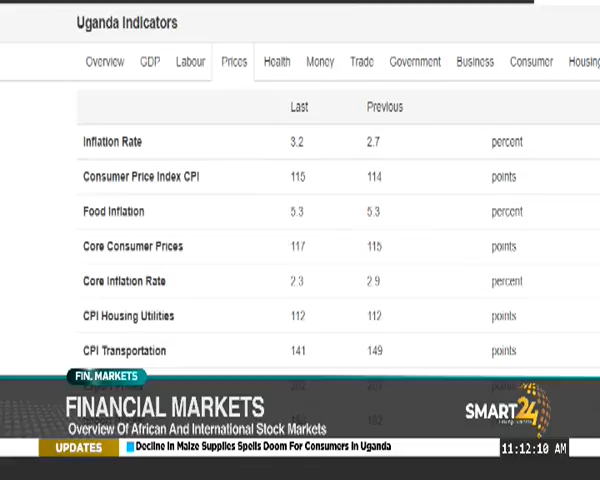 Uganda Indicators
Overview GDP Labour Prices Health Money Trade Government Business Consumer Housing
Last Previous
Inflation Rate 3.2 2.7 percent
Consumer Price Index CPI 115 114 points
Food Inflation 5.3 5.3 percent
Core Consumer Prices 117 115 points
Core Inflation Rate 2.3 2.9 percent
CPI Housing Utilities 112 112 points
CPI Transportation 141 149 points
FIN. MARKETS
FINANCIAL MARKETS
Overview Of African And International Stock Markets
SMART24
UPDATES Decline In Maize Supplies Spells Doom For Consumers In Uganda
11:12:10 AM